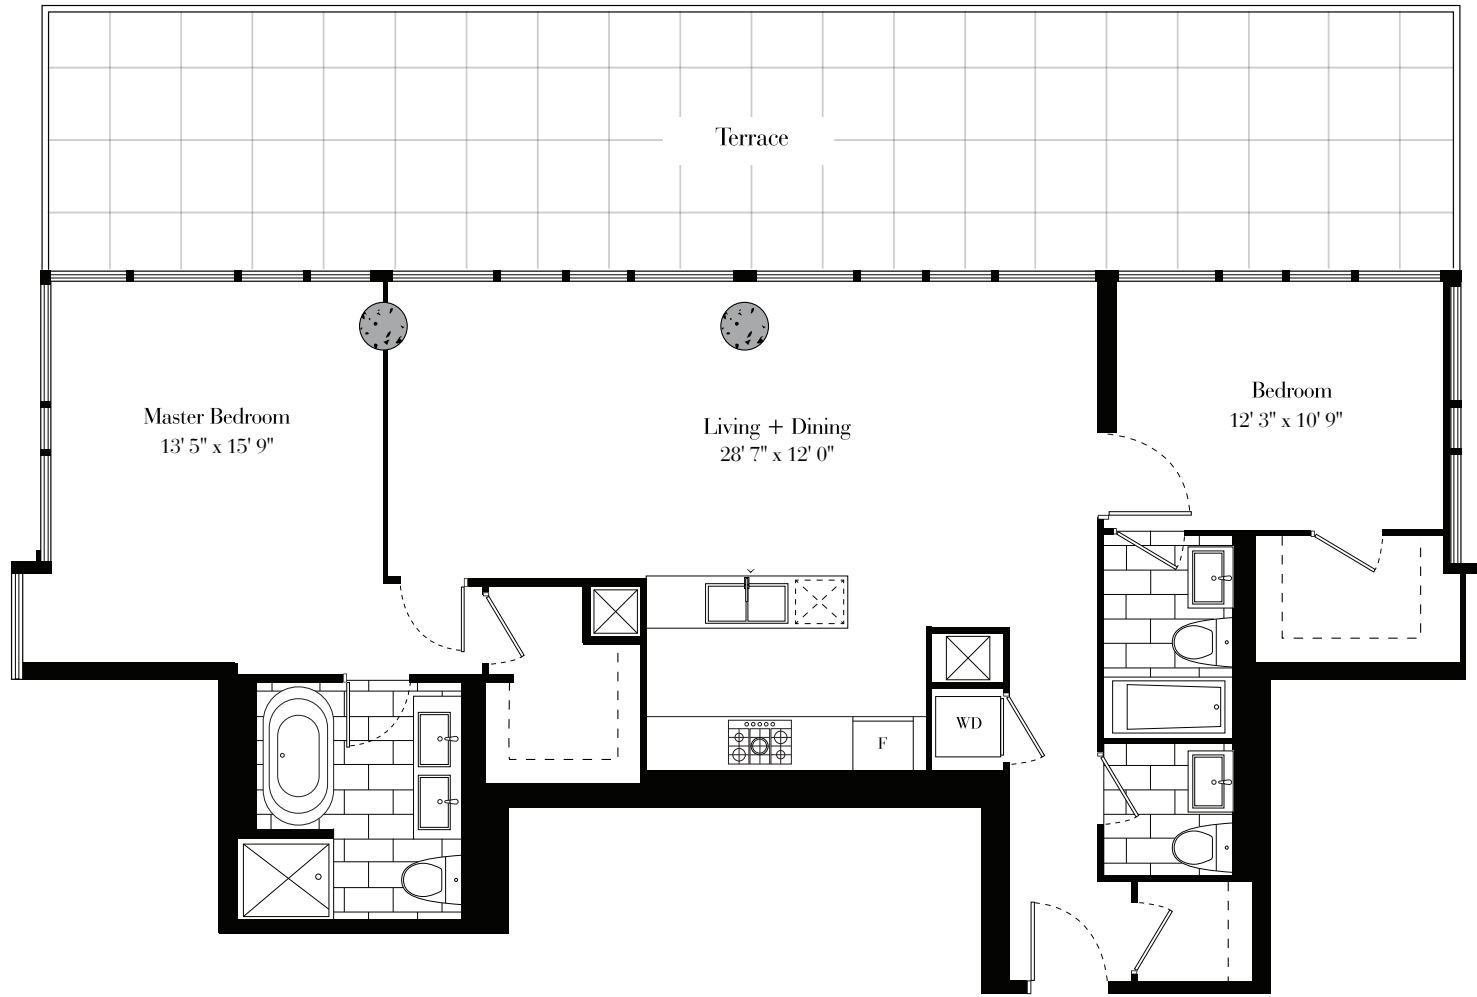 Terrace
Master Bedroom
13' 5" x 15' 9"
Living + Dining
28' 7" x 12' 0"
Bedroom
12' 3" x 10' 9"
WD
F